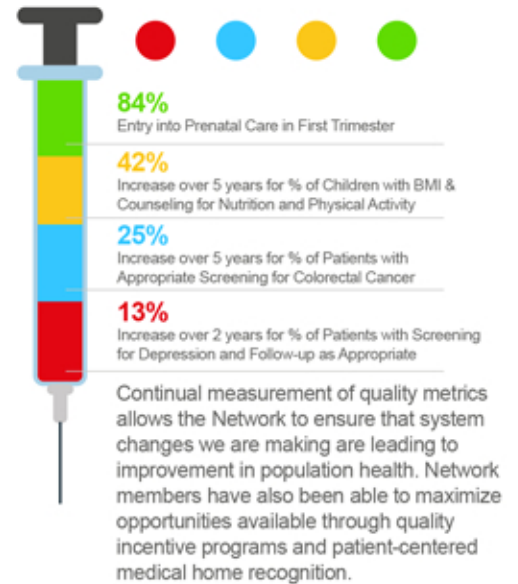 84%
Entry into Prenatal Care in First Trimester
42%
Increase over 5 years for % of Children with BMI &
Counseling for Nutrition and Physical Activity
25%
Increase over 5 years for % of Patients with
Appropriate Screening for Colorectal Cancer
13%
Increase over 2 years for % of Patients with Screening
for Depression and Follow-up as Appropriate
Continual measurement of quality metrics
allows the Network to ensure that system
changes we are making are leading to
improvement in population health. Network
members have also been able to maximize
opportunities available through quality
incentive programs and patient-centered
medical home recognition.